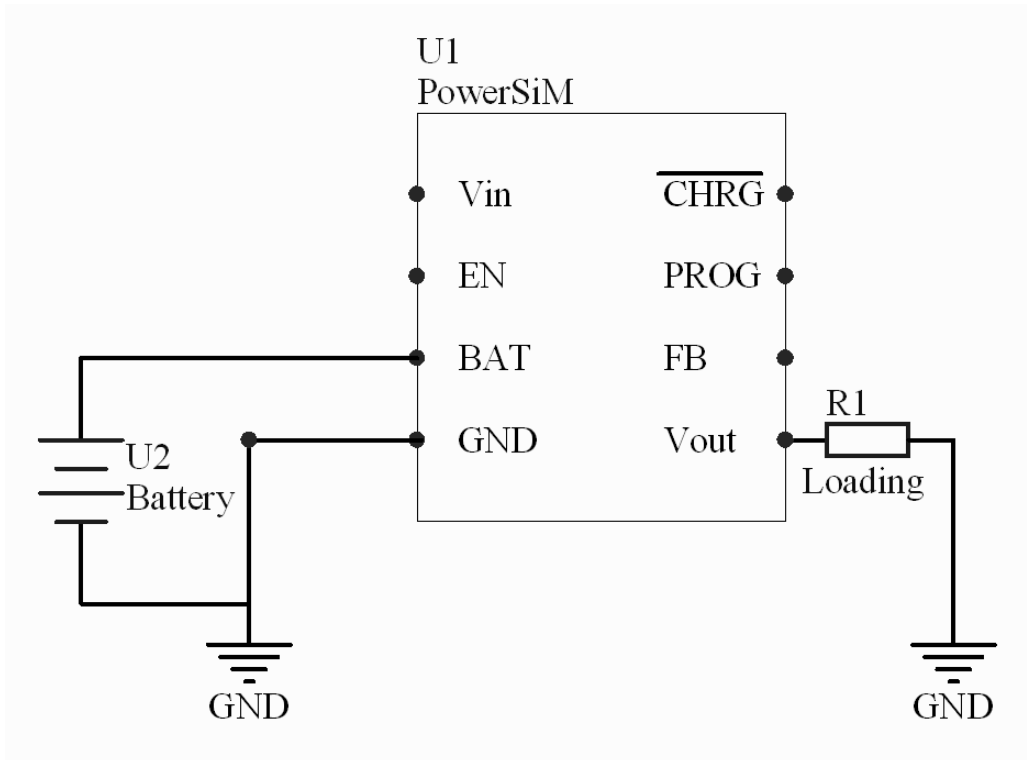 U1
PowerSiM
Vin
CHRG
EN
PROG
BAT
FB
GND
Vout
R1
Loading
U2
Battery
GND
GND